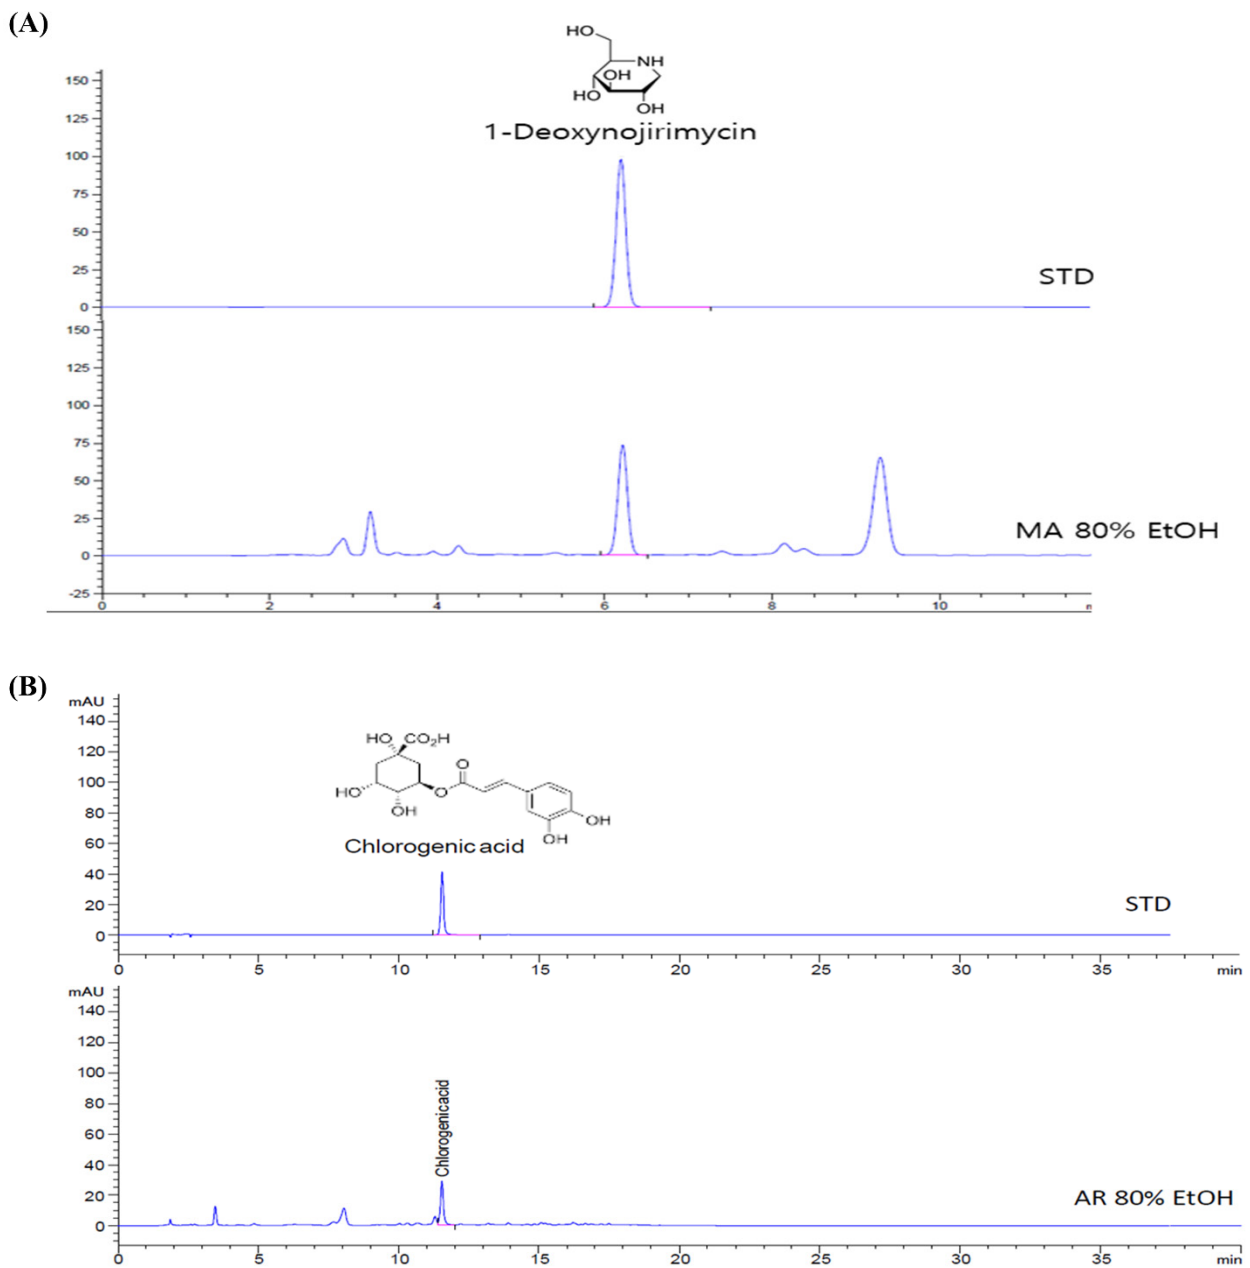 (A)
HO
NH
OH
HO
OH
1-Deoxynojirimycin
150
125
100
75
50
25
0
STD
150
125
100
75
50
25
0
-25
MA 80% EtOH
0 2 4 6 8 10
(B)
mAU
140
120
100
80
60
40
20
0
HO CO2H
O
HO
O
OH
OH
OH
Chlorogenic acid
STD
0 5 10 15 20 25 30 35 min
mAU
140
120
100
80
60
40
20
0
Chlorogenicacid
AR 80% EtOH
0 5 10 15 20 25 30 35 min